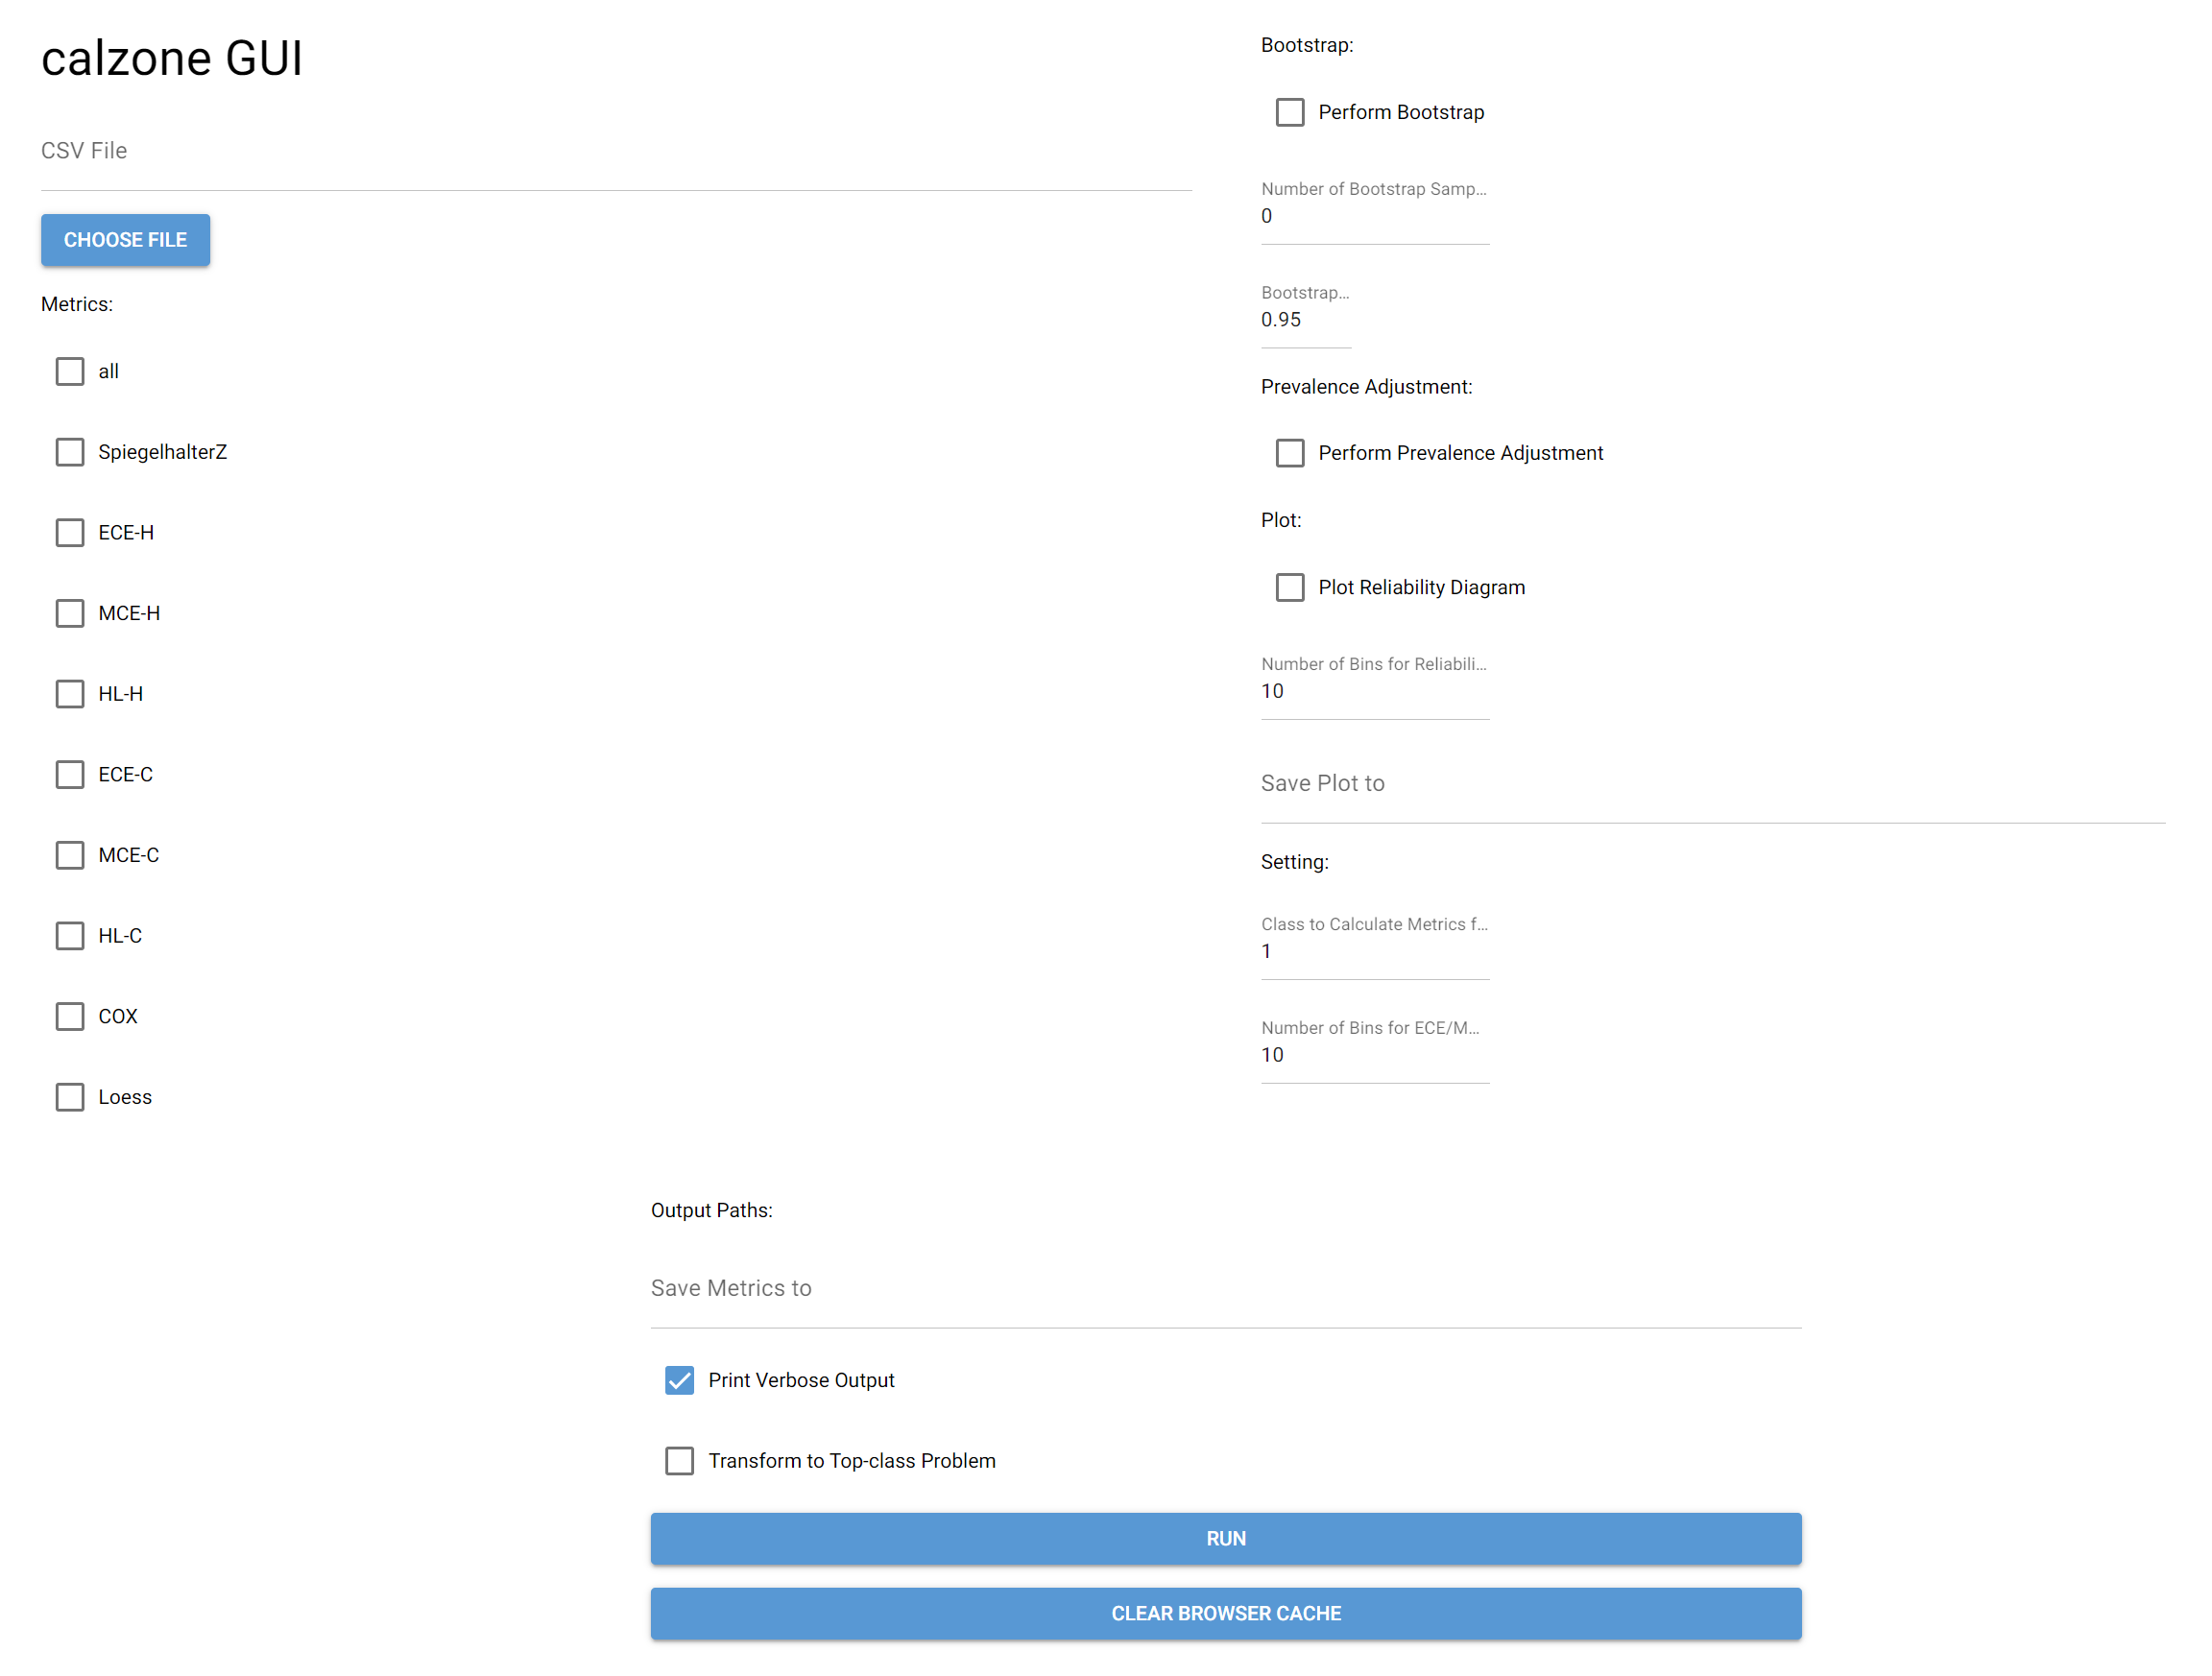 calzone GUI
CSV File
CHOOSE FILE
Metrics:
all
SpiegelhalterZ
ECE-H
MCE-H
HL-H
ECE-C
MCE-C
HL-C
COX
Loess
Bootstrap:
Perform Bootstrap
Number of Bootstrap Samp...
0
Bootstrap...
0.95
Prevalence Adjustment:
Perform Prevalence Adjustment
Plot:
Plot Reliability Diagram
Number of Bins for Reliabili...
10
Save Plot to
Setting:
Class to Calculate Metrics f...
1
Number of Bins for ECE/M...
10
Output Paths:
Save Metrics to
Print Verbose Output
Transform to Top-class Problem
RUN
CLEAR BROWSER CACHE